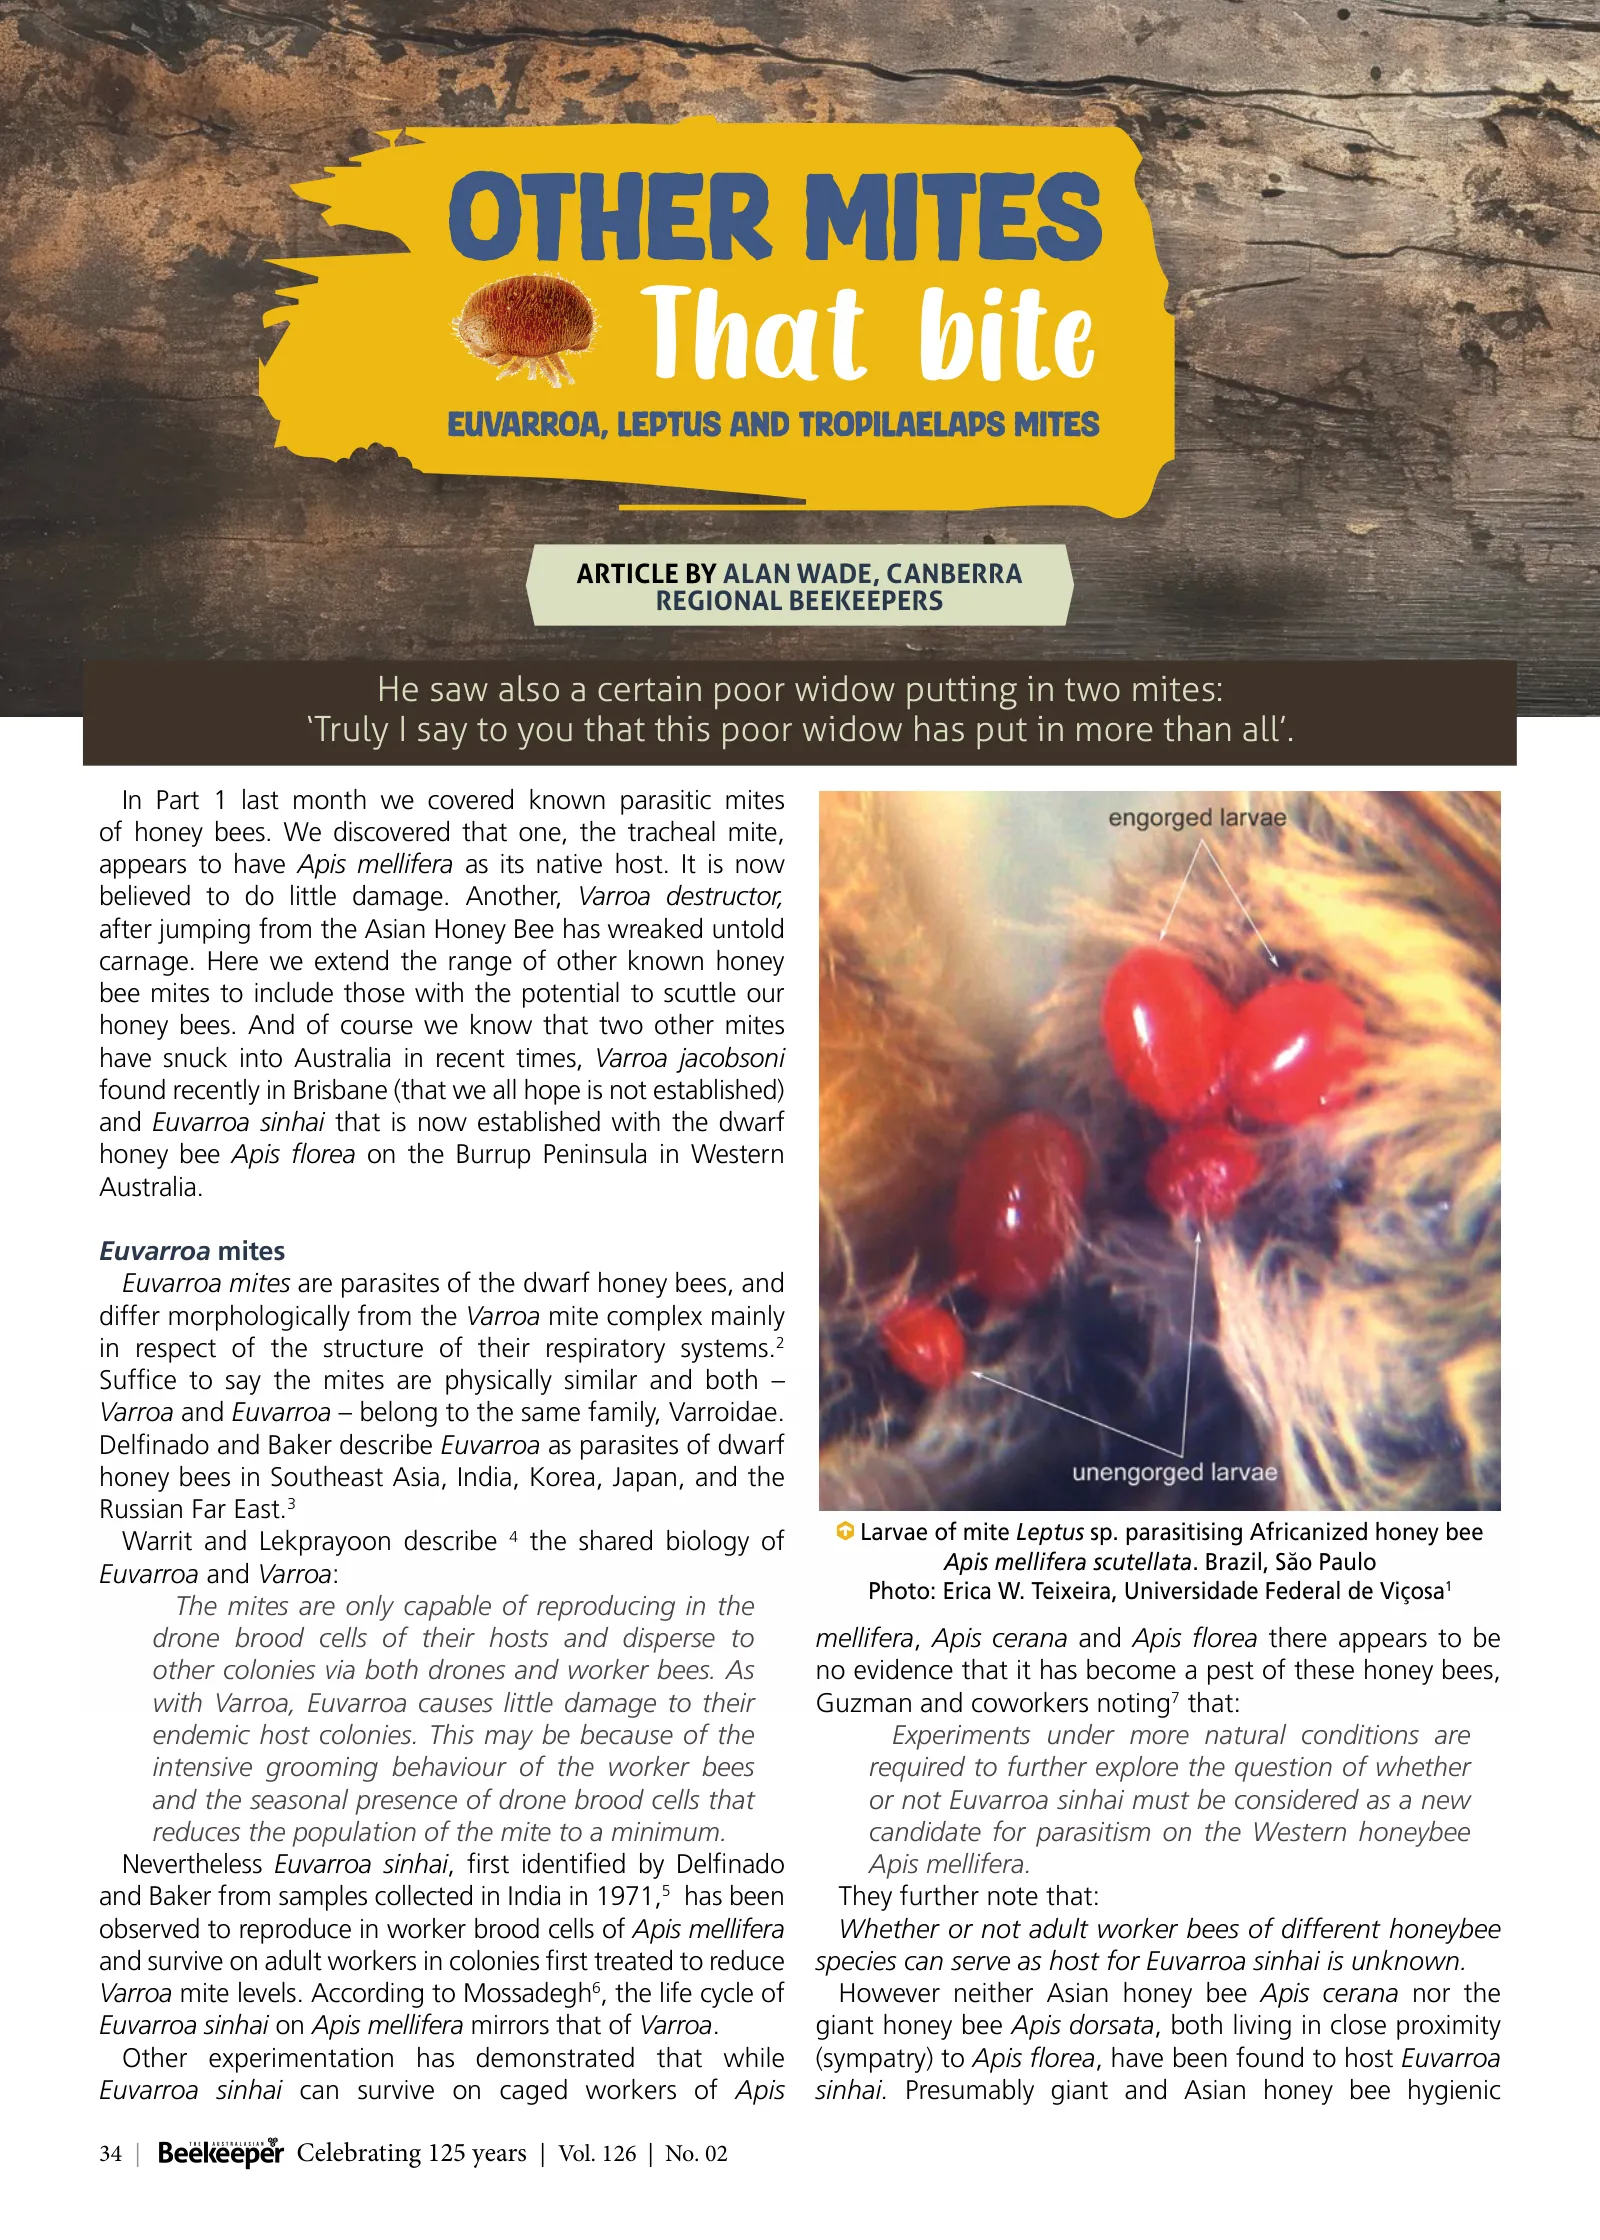 OTHER MITES
That bite
EUVARROA, LEPTUS AND TROPILAELAPS MITES
ARTICLE BY ALAN WADE, CANBERRA
REGIONAL BEEKEEPERS
He saw also a certain poor widow putting in two mites:
‘Truly I say to you that this poor widow has put in more than all’.
In Part 1 last month we covered known parasitic mites
of honey bees. We discovered that one, the tracheal mite,
appears to have Apis mellifera as its native host. It is now
believed to do little damage. Another, Varroa destructor,
after jumping from the Asian Honey Bee has wreaked untold
carnage. Here we extend the range of other known honey
bee mites to include those with the potential to scuttle our
honey bees. And of course we know that two other mites
have snuck into Australia in recent times, Varroa jacobsoni
found recently in Brisbane (that we all hope is not established)
and Euvarroa sinhai that is now established with the dwarf
honey bee Apis florea on the Burrup Peninsula in Western
Australia.
Euvarroa mites
Euvarroa mites are parasites of the dwarf honey bees, and
differ morphologically from the Varroa mite complex mainly
in respect of the structure of their respiratory systems.²
Suffice to say the mites are physically similar and both –
Varroa and Euvarroa – belong to the same family, Varroidae.
Delfinado and Baker describe Euvarroa as parasites of dwarf
honey bees in Southeast Asia, India, Korea, Japan, and the
Russian Far East.³
Warrit and Lekprayoon describe ⁴ the shared biology of
Euvarroa and Varroa:
The mites are only capable of reproducing in the
drone brood cells of their hosts and disperse to
other colonies via both drones and worker bees. As
with Varroa, Euvarroa causes little damage to their
endemic host colonies. This may be because of the
intensive grooming behaviour of the worker bees
and the seasonal presence of drone brood cells that
reduces the population of the mite to a minimum.
Nevertheless Euvarroa sinhai, first identified by Delfinado
and Baker from samples collected in India in 1971,⁵ has been
observed to reproduce in worker brood cells of Apis mellifera
and survive on adult workers in colonies first treated to reduce
Varroa mite levels. According to Mossadegh⁶, the life cycle of
Euvarroa sinhai on Apis mellifera mirrors that of Varroa.
Other experimentation has demonstrated that while
Euvarroa sinhai can survive on caged workers of Apis
engorged larvae
unengorged larvae
Larvae of mite Leptus sp. parasitising Africanized honey bee
Apis mellifera scutellata. Brazil, São Paulo
Photo: Erica W. Teixeira, Universidade Federal de Viçosa¹
mellifera, Apis cerana and Apis florea there appears to be
no evidence that it has become a pest of these honey bees,
Guzman and coworkers noting⁷ that:
Experiments under more natural conditions are
required to further explore the question of whether
or not Euvarroa sinhai must be considered as a new
candidate for parasitism on the Western honeybee
Apis mellifera.
They further note that:
Whether or not adult worker bees of different honeybee
species can serve as host for Euvarroa sinhai is unknown.
However neither Asian honey bee Apis cerana nor the
giant honey bee Apis dorsata, both living in close proximity
(sympatry) to Apis florea, have been found to host Euvarroa
sinhai. Presumably giant and Asian honey bee hygienic
34 | THE AUSTRALASIAN Beekeeper Celebrating 125 years | Vol. 126 | No. 02